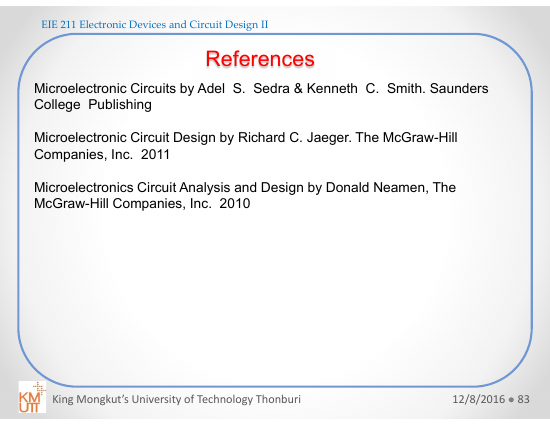 EIE 211 Electronic Devices and Circuit Design II
References
Microelectronic Circuits by Adel S. Sedra & Kenneth C. Smith. Saunders
College Publishing
Microelectronic Circuit Design by Richard C. Jaeger. The McGraw-Hill
Companies, Inc. 2011
Microelectronics Circuit Analysis and Design by Donald Neamen, The
McGraw-Hill Companies, Inc. 2010
KMUTT
King Mongkut's University of Technology Thonburi
12/8/2016 ● 83